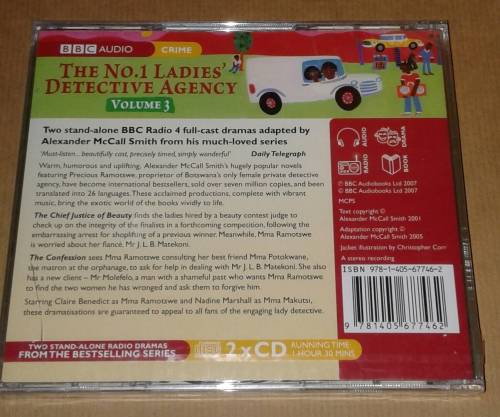 BBC AUDIO CRIME
THE NO.1 LADIES'
DETECTIVE AGENCY
VOLUME 3
Two stand-alone BBC Radio 4 full-cast dramas adapted by
Alexander McCall Smith from his much-loved series
'Must-listen... beautifully cast, precisely timed, simply wonderful' Daily Telegraph
Warm, humorous and uplifting, Alexander McCall Smith's hugely popular novels
featuring Precious Ramotswe, proprietor of Botswana's only female private detective
agency, have become international bestsellers, sold over seven million copies, and been
translated into 26 languages. These acclaimed productions, complete with vibrant
music, bring the exotic world of the books vividly to life.
The Chief Justice of Beauty finds the ladies hired by a beauty contest judge to
check up on the integrity of the finalists in a forthcoming competition, following the
embarrassing arrest for shoplifting of a previous winner. Meanwhile, Mma Ramotswe
is worried about her fiancé, Mr J. L. B. Matekoni.
The Confession sees Mma Ramotswe consulting her best friend Mma Potokwane,
the matron at the orphanage, to ask for help in dealing with Mr J. L. B. Matekoni. She also
has a new client – Mr Molefelo, a man with a shameful past who wants Mma Ramotswe
to find the two women he has wronged and ask them to forgive him.
Starring Claire Benedict as Mma Ramotswe and Nadine Marshall as Mma Makutsi,
these dramatisations are guaranteed to appeal to all fans of the engaging lady detective.
AUDIO
DRAMA
RADIO
BOOK
© BBC Audiobooks Ltd 2007
℗ BBC Audiobooks Ltd 2007
MCPS
Text copyright ©
Alexander McCall Smith 2001
Adaptation copyright ©
Alexander McCall Smith 2005
Jacket illustration by Christopher Corr
A stereo recording
ISBN 978-1-405-67746-2
9 781405 677462
TWO STAND-ALONE RADIO DRAMAS
FROM THE BESTSELLING SERIES
2 x CD
RUNNING TIME
1 HOUR 30 MINS